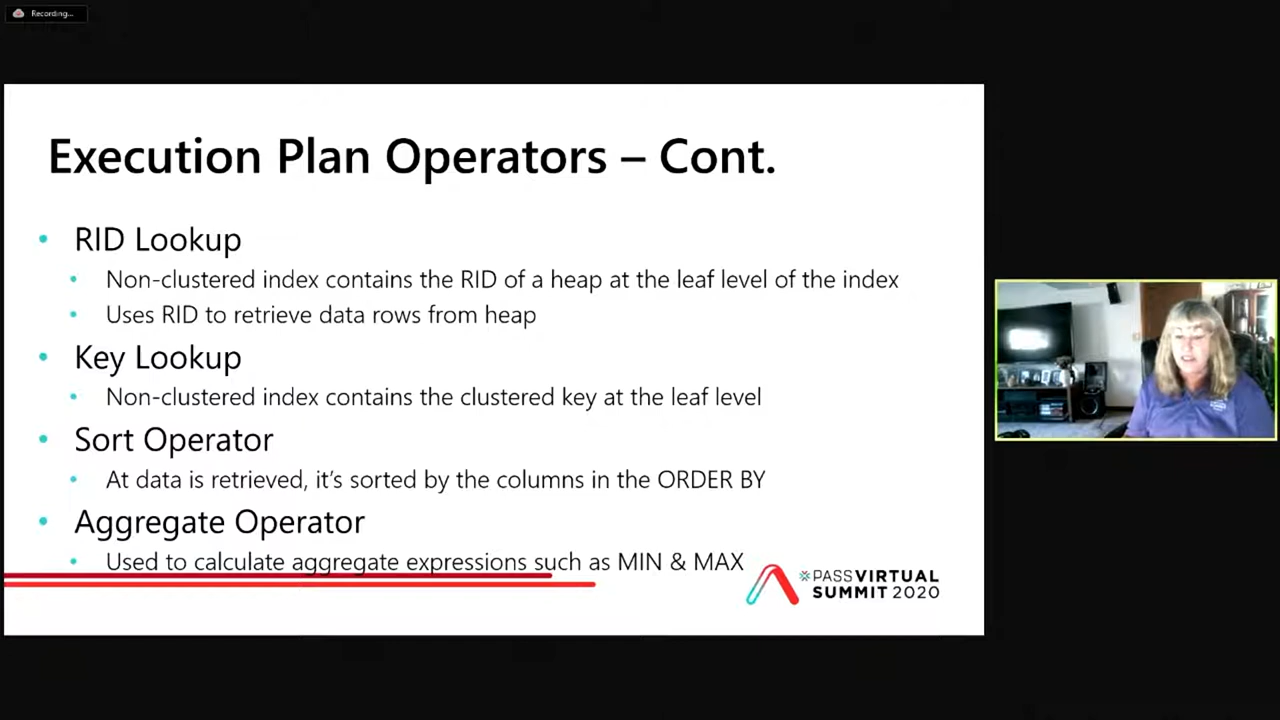 Recording...
Execution Plan Operators – Cont.
• RID Lookup
• Non-clustered index contains the RID of a heap at the leaf level of the index
• Uses RID to retrieve data rows from heap
• Key Lookup
• Non-clustered index contains the clustered key at the leaf level
• Sort Operator
• At data is retrieved, it's sorted by the columns in the ORDER BY
• Aggregate Operator
• Used to calculate aggregate expressions such as MIN & MAX
PASS VIRTUAL
SUMMIT 2020